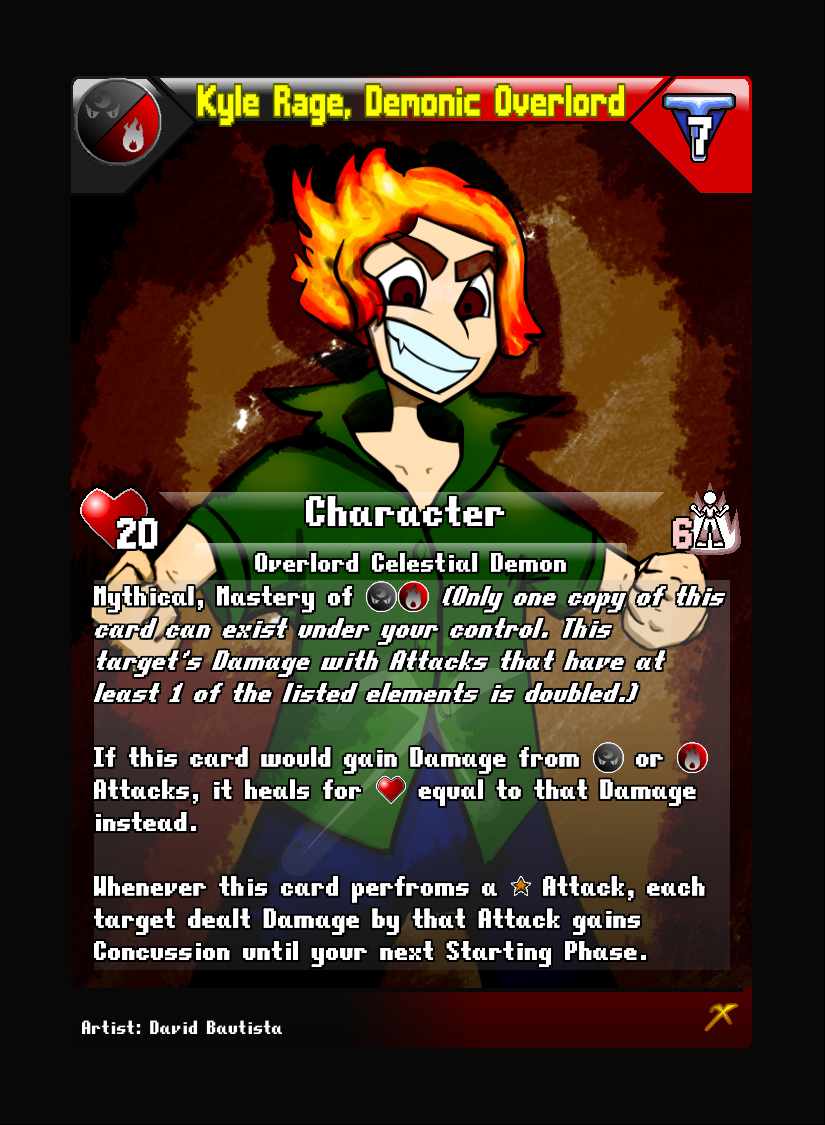 Kyle Rage, Demonic Overlord
7
20
Character
6
Overlord Celestial Demon
Mythical, Mastery of (Only one copy of this
card can exist under your control. This
target's Damage with Attacks that have at
least 1 of the listed elements is doubled.)
If this card would gain Damage from or
Attacks, it heals for equal to that Damage
instead.
Whenever this card perfroms a Attack, each
target dealt Damage by that Attack gains
Concussion until your next Starting Phase.
Artist: David Bautista